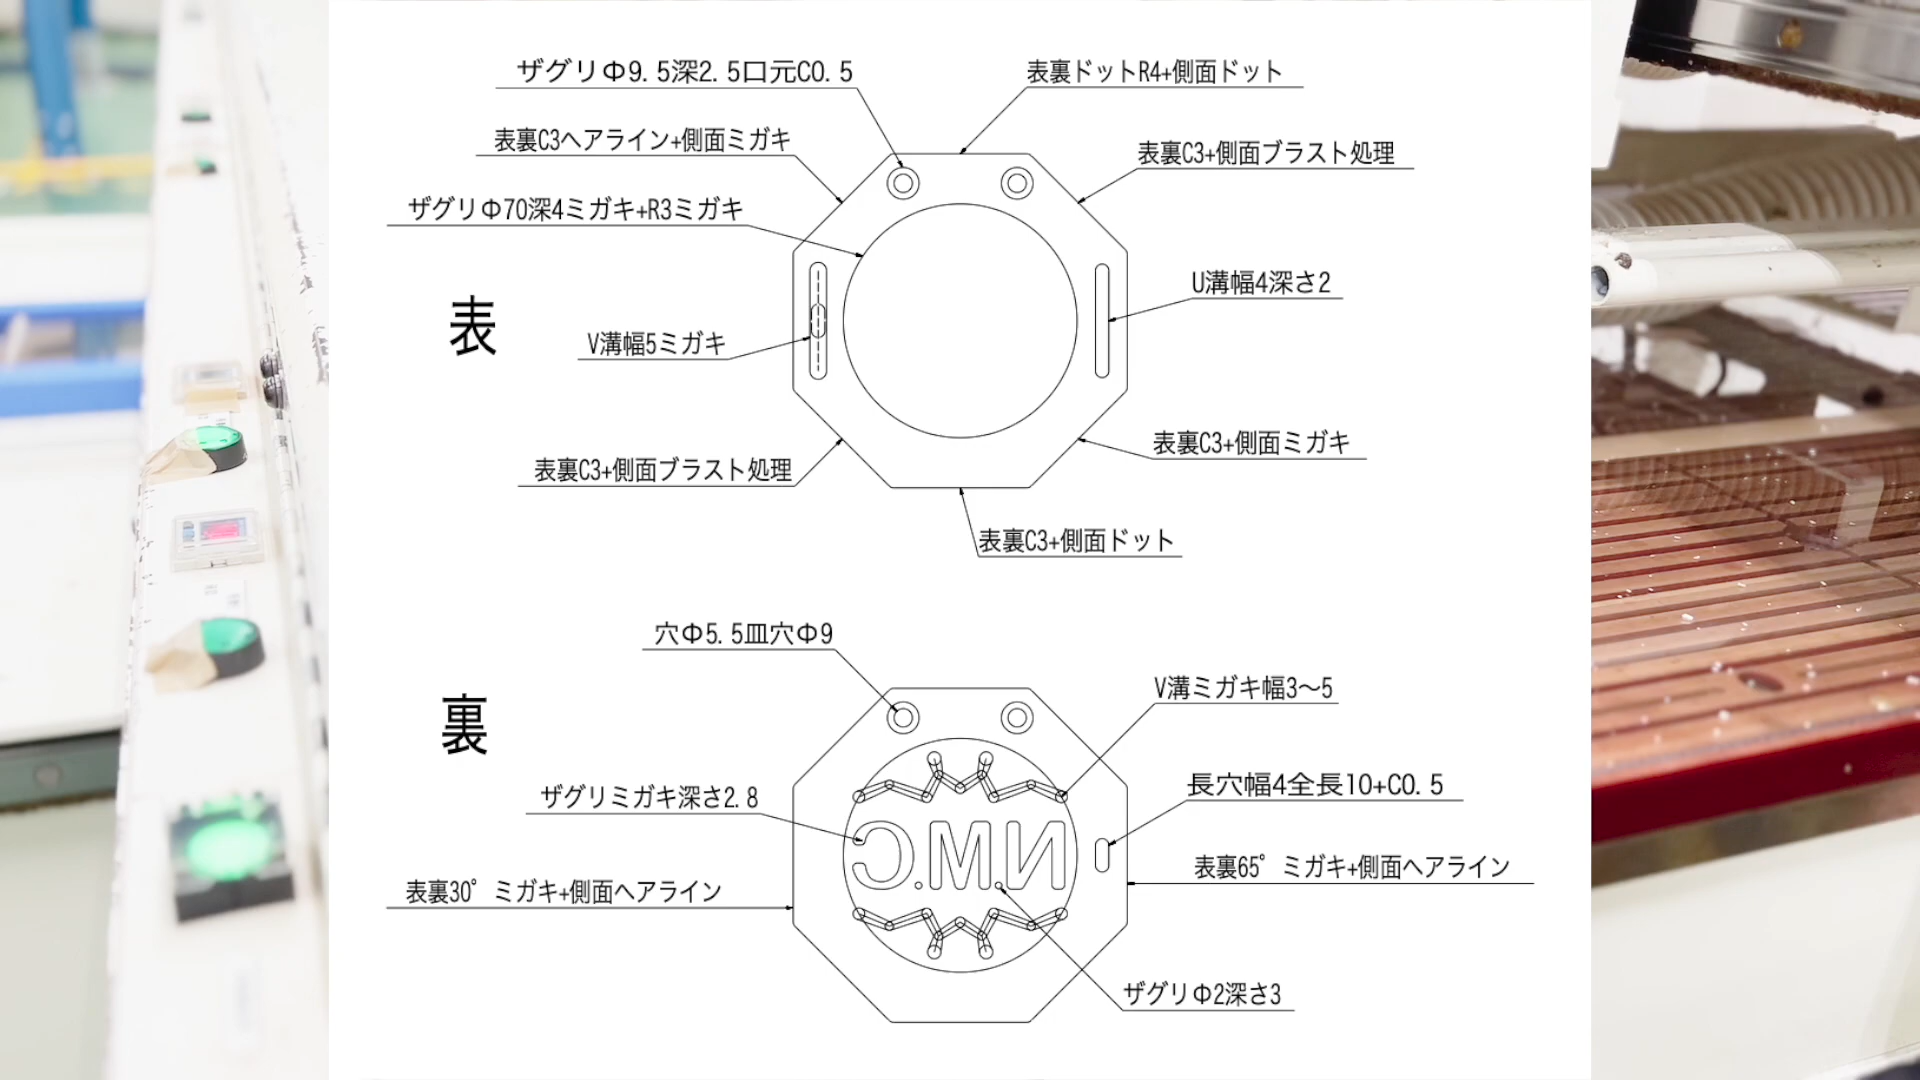 ザグリΦ9.5深2.5口元C0.5
表裏ドットR4+側面ドット
表裏C3ヘアライン+側面ミガキ
表裏C3+側面ブラスト処理
ザグリΦ70深4ミガキ+R3ミガキ
U溝幅4深さ2
表
V溝幅5ミガキ
表裏C3+側面ミガキ
表裏C3+側面ブラスト処理
表裏C3+側面ドット
穴Φ5.5皿穴Φ9
V溝ミガキ幅3～5
裏
ザグリミガキ深さ2.8
長穴幅4全長10+C0.5
N.M.C
表裏65°ミガキ+側面ヘアライン
表裏30°ミガキ+側面ヘアライン
ザグリΦ2深さ3